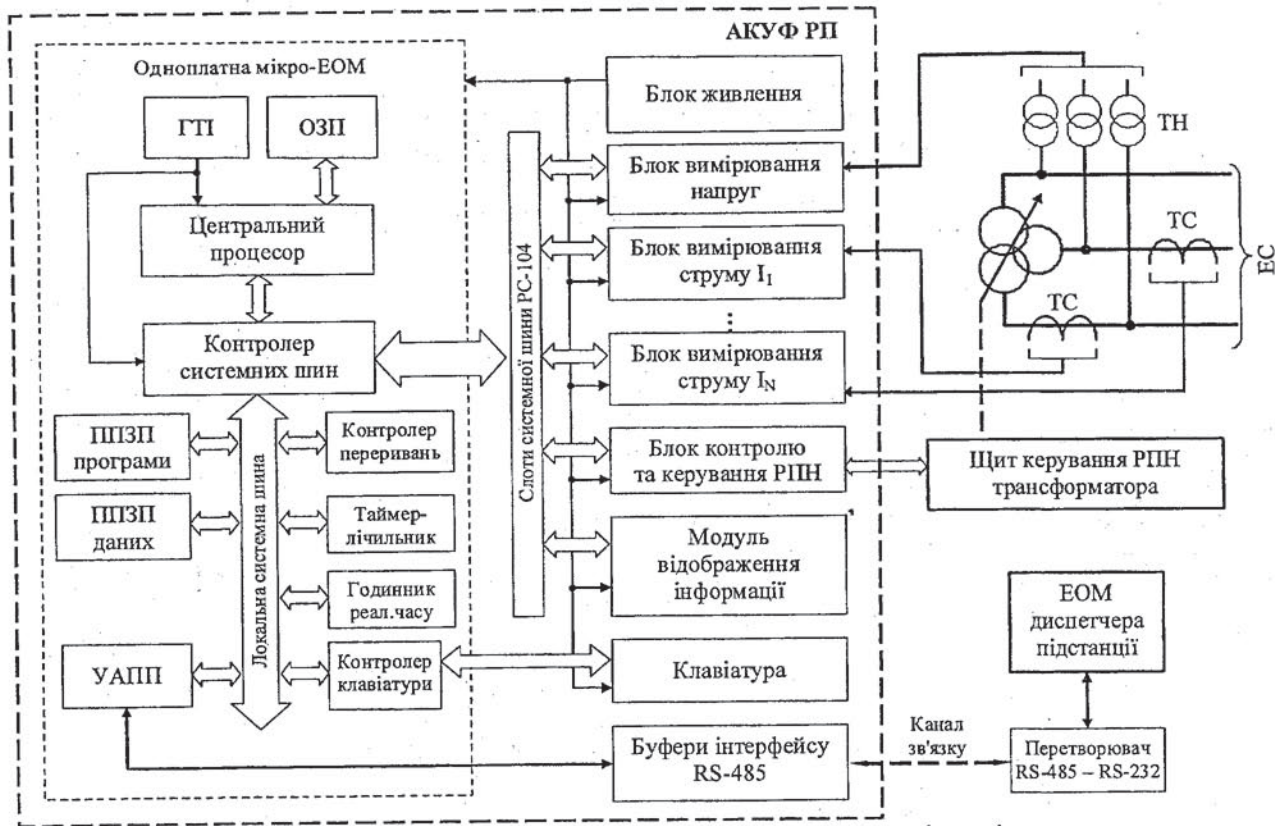 АКУФ РП
Одноплатна мікро-ЕОМ
ГТІ
ОЗП
Центральний
процесор
Контролер
системних шин
ППЗП
програми
ППЗП
даних
УАПП
Локальна системна шина
Контролер
переривань
Таймер-
лічильник
Годинник
реал.часу
Контролер
клавіатури
Слоти системної шини PC-104
Блок живлення
Блок вимірювання
напруг
Блок вимірювання
струму I1
...
Блок вимірювання
струму IN
Блок контролю
та керування РПН
Модуль
відображення
інформації
Клавіатура
Буфери інтерфейсу
RS-485
ТН
ТС
ТС
ЕС
Щит керування РПН
трансформатора
ЕОМ
диспетчера
підстанції
Канал
зв'язку
Перетворювач
RS-485 – RS-232